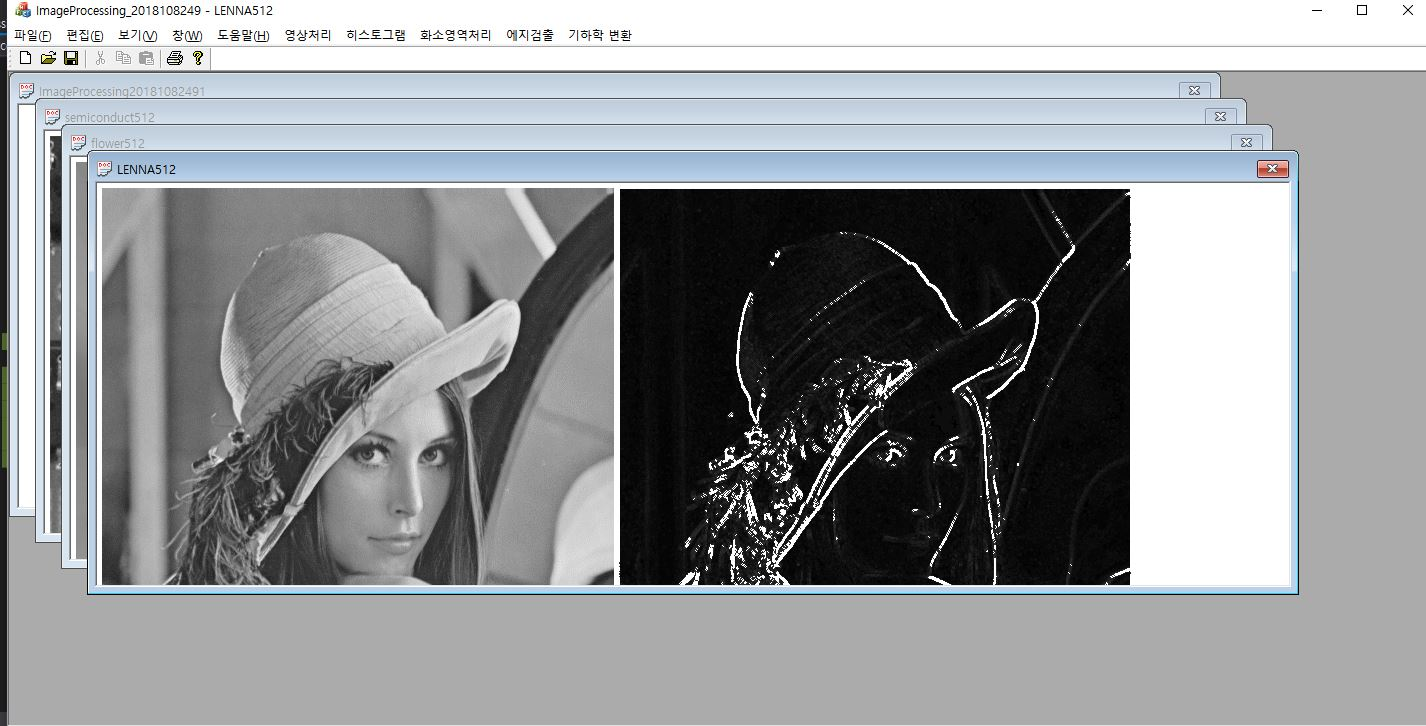 ImageProcessing_2018108249 - LENNA512
파일(F) 편집(E) 보기(V) 창(W) 도움말(H) 영상처리 히스토그램 화소영역처리 에지검출 기하학 변환
ImageProcessing20181082491
semiconduct512
flower512
LENNA512